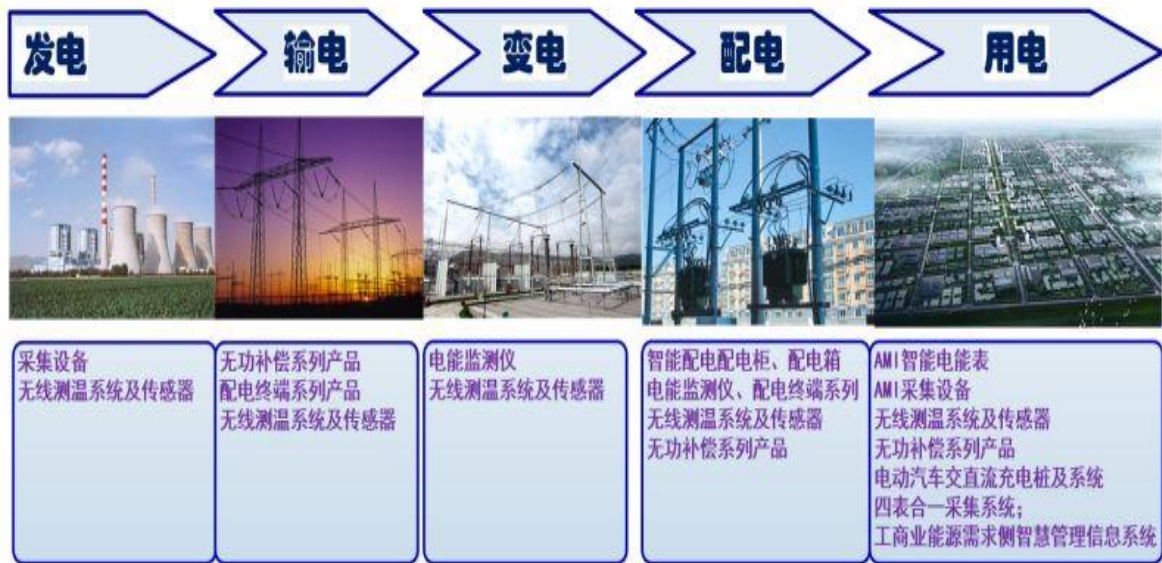 发电
输电
变电
配电
用电
采集设备
无线测温系统及传感器
无功补偿系列产品
配电终端系列产品
无线测温系统及传感器
电能监测仪
无线测温系统及传感器
智能配电配电柜、配电箱
电能监测仪、配电终端系列
无线测温系统及传感器
无功补偿系列产品
AMI智能电能表
AMI采集设备
无线测温系统及传感器
无功补偿系列产品
电动汽车交直流充电桩及系统
四表合一采集系统;
工商业能源需求侧智慧管理信息系统